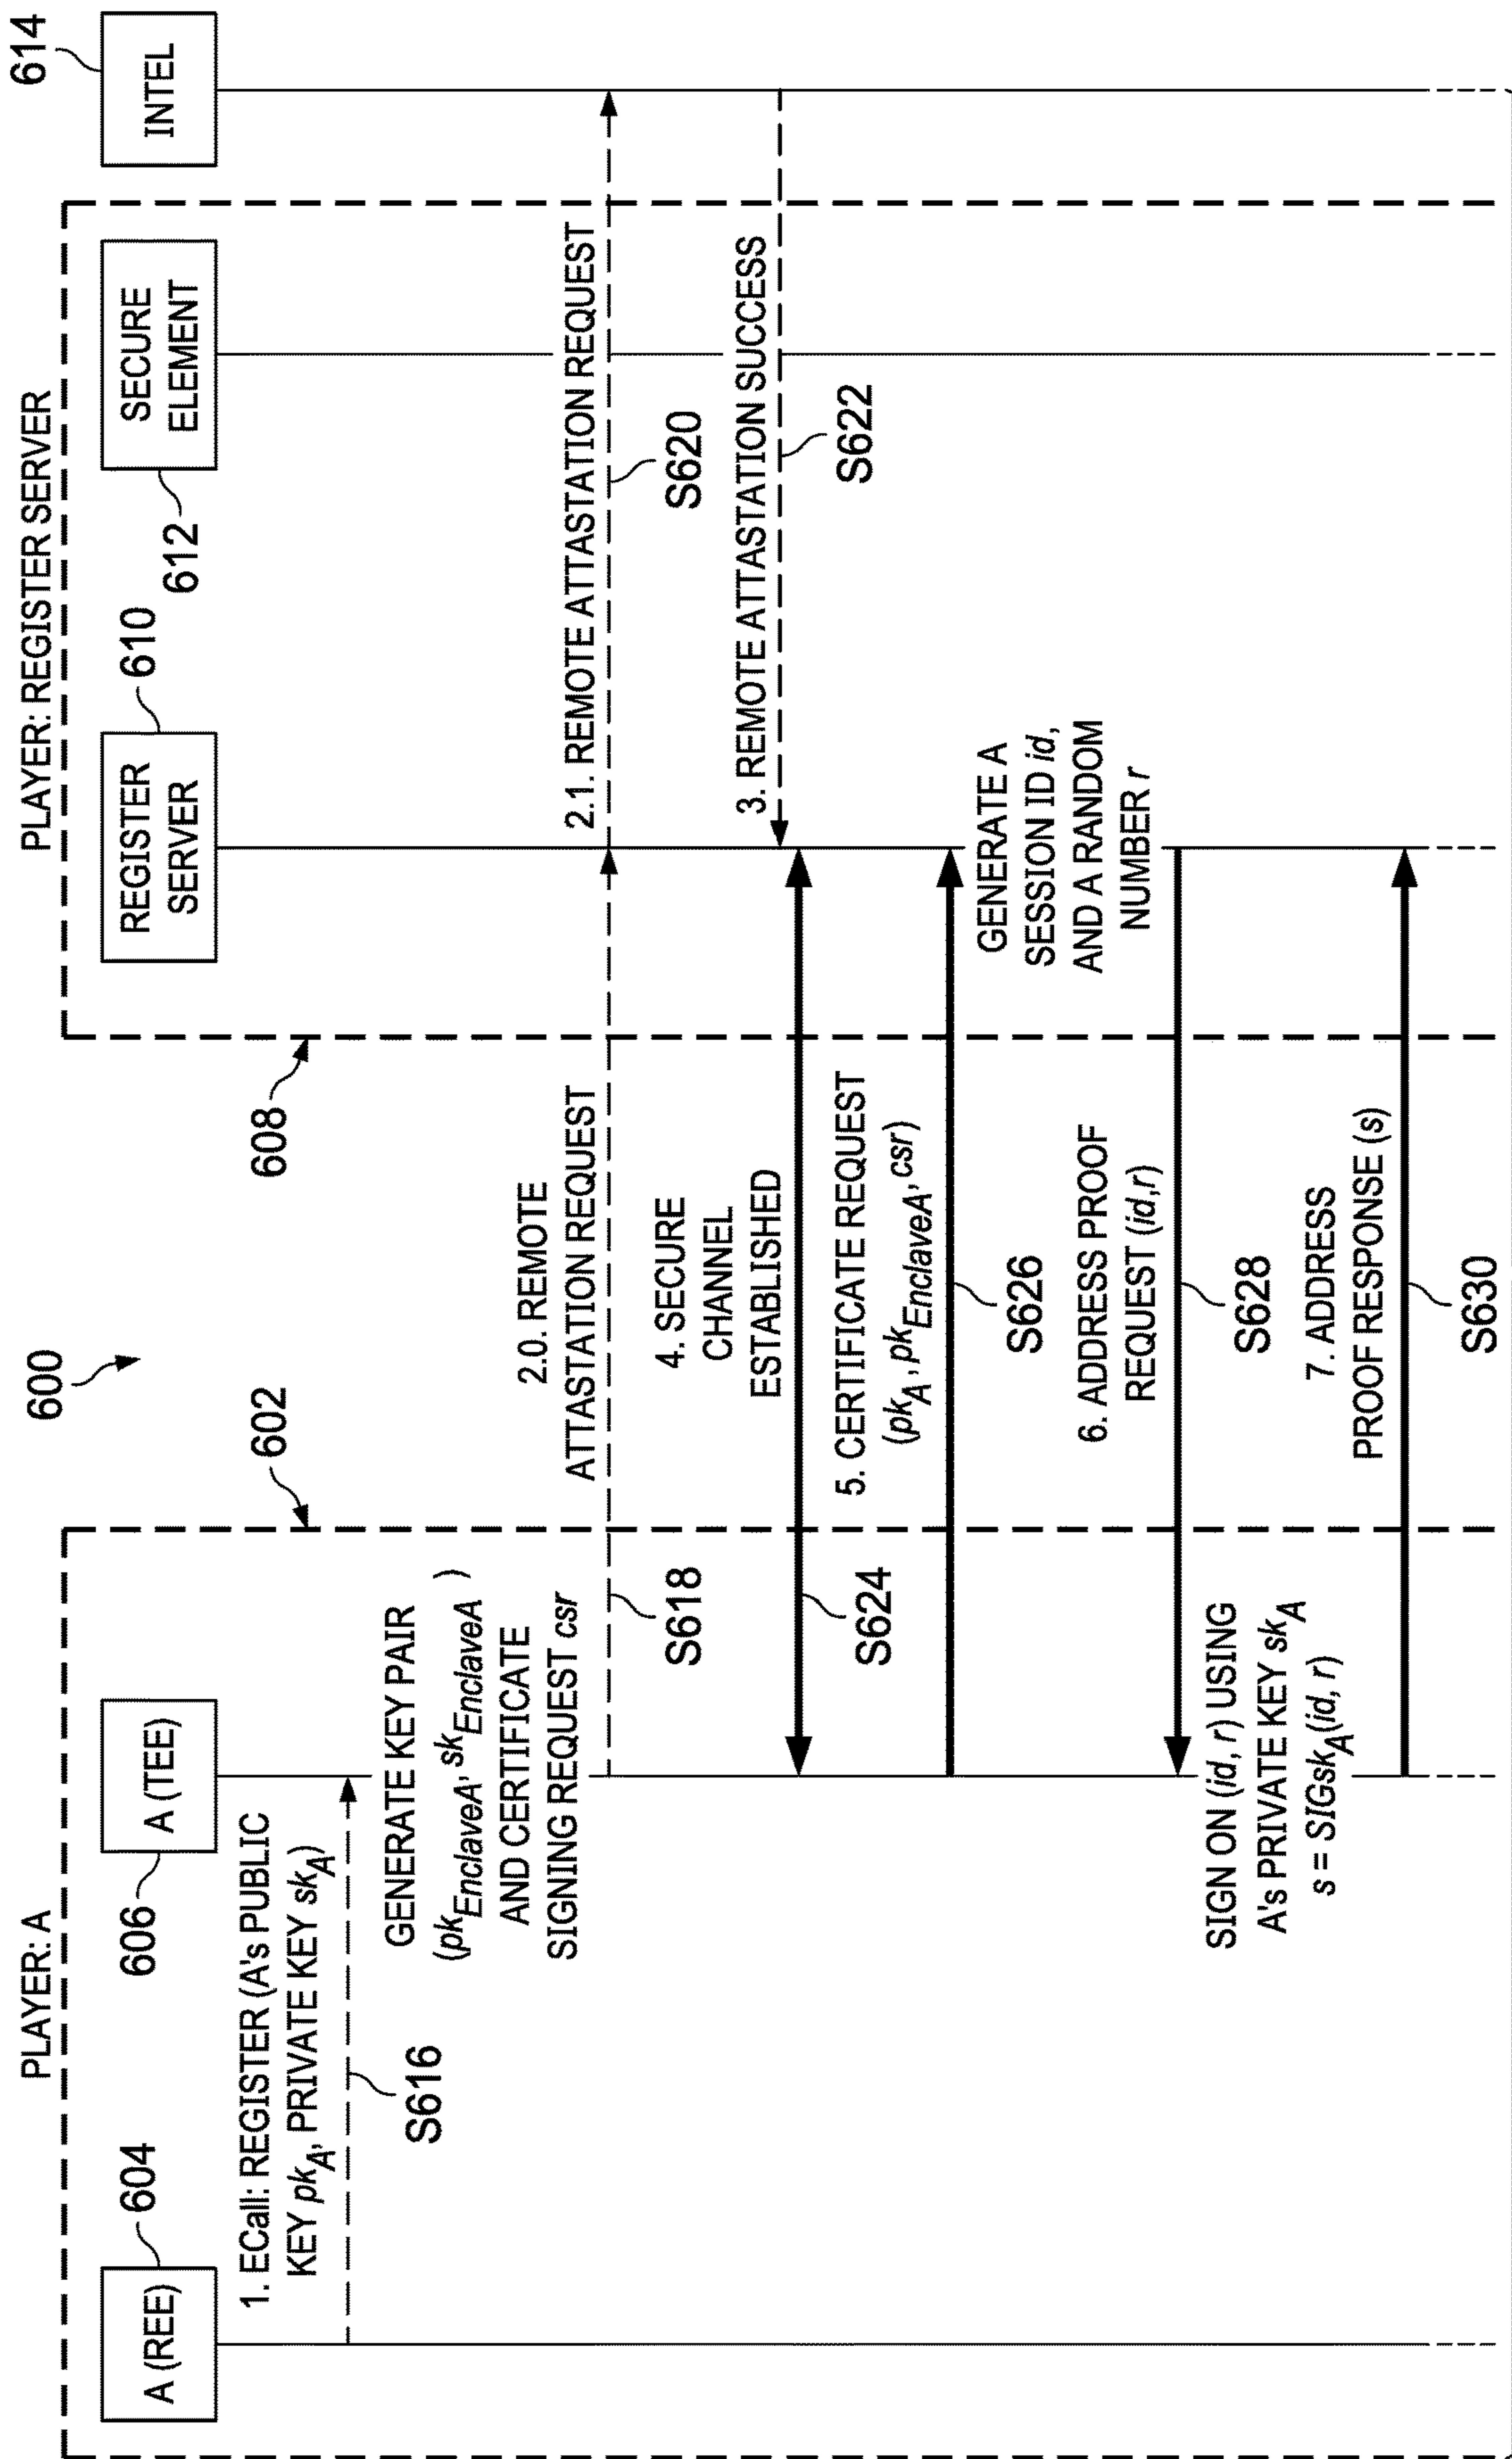 600
PLAYER: A
602
A (REE)
604
A (TEE)
606
PLAYER: REGISTER SERVER
608
REGISTER
SERVER
610
SECURE
ELEMENT
612
INTEL
614
1. ECall: REGISTER (A's PUBLIC
KEY pkA, PRIVATE KEY skA)
S616
GENERATE KEY PAIR
(pkEnclaveA, skEnclaveA)
AND CERTIFICATE
SIGNING REQUEST csr
2.0. REMOTE
ATTASTATION REQUEST
S618
2.1. REMOTE ATTASTATION REQUEST
S620
3. REMOTE ATTASTATION SUCCESS
S622
4. SECURE
CHANNEL
ESTABLISHED
S624
5. CERTIFICATE REQUEST
(pkA, pkEnclaveA, csr)
S626
GENERATE A
SESSION ID id,
AND A RANDOM
NUMBER r
6. ADDRESS PROOF
REQUEST (id,r)
S628
SIGN ON (id, r) USING
A's PRIVATE KEY skA
s = SIGskA(id, r)
7. ADDRESS
PROOF RESPONSE (s)
S630